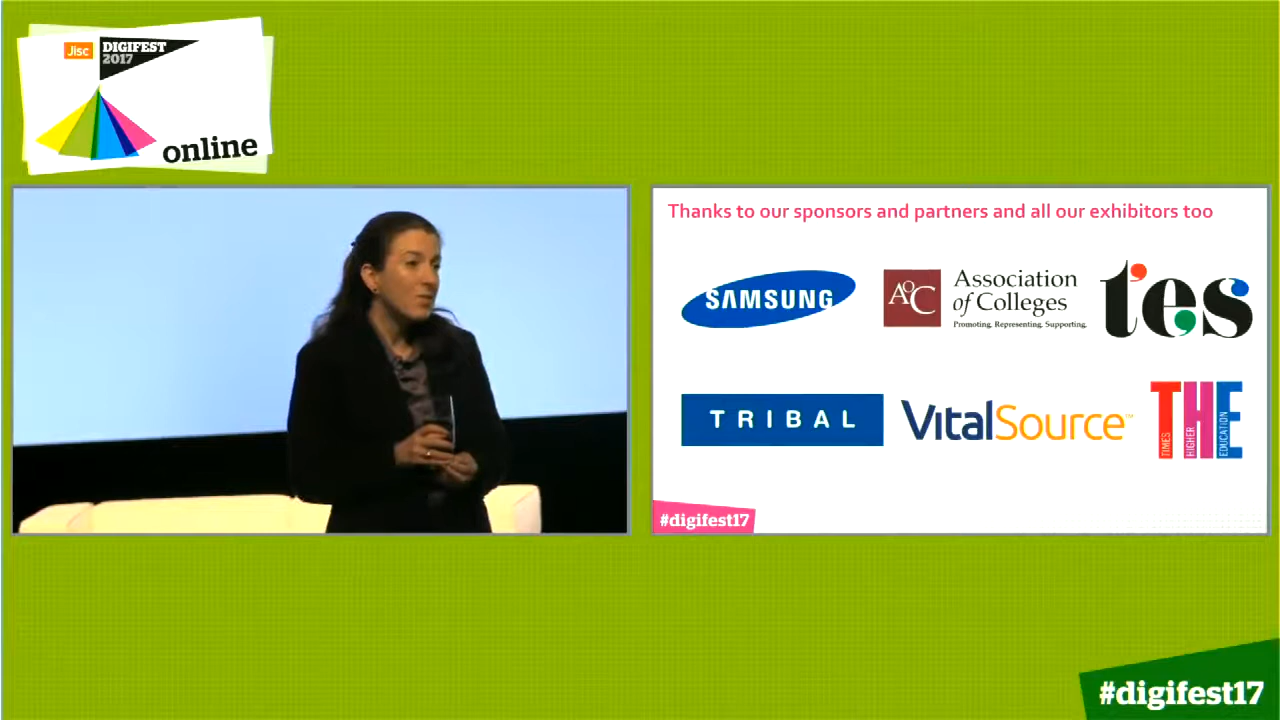 Jisc
DIGIFEST
2017
online
Thanks to our sponsors and partners and all our exhibitors too
SAMSUNG
AoC
Association
of Colleges
Promoting. Representing. Supporting.
tes
TRIBAL
VitalSource™
THE
TIMES
HIGHER
EDUCATION
#digifest17
#digifest17